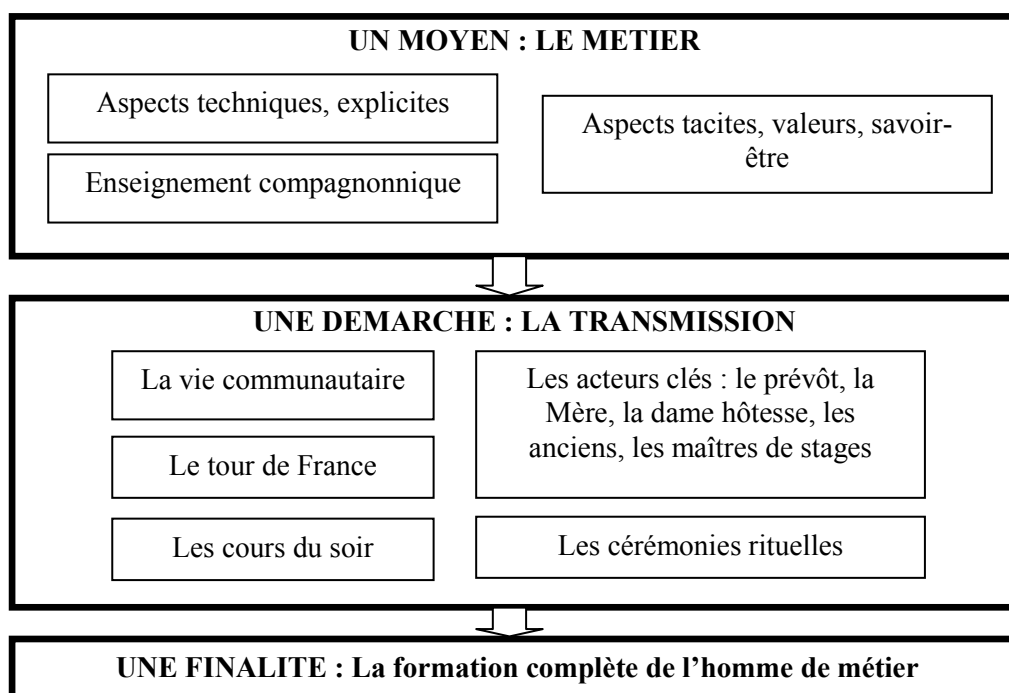 UN MOYEN : LE METIER
Aspects techniques, explicites
Enseignement compagnonnique
Aspects tacites, valeurs, savoir-
être
UNE DEMARCHE : LA TRANSMISSION
La vie communautaire
Le tour de France
Les cours du soir
Les acteurs clés : le prévôt, la
Mère, la dame hôtesse, les
anciens, les maîtres de stages
Les cérémonies rituelles
UNE FINALITE : La formation complète de l’homme de métier